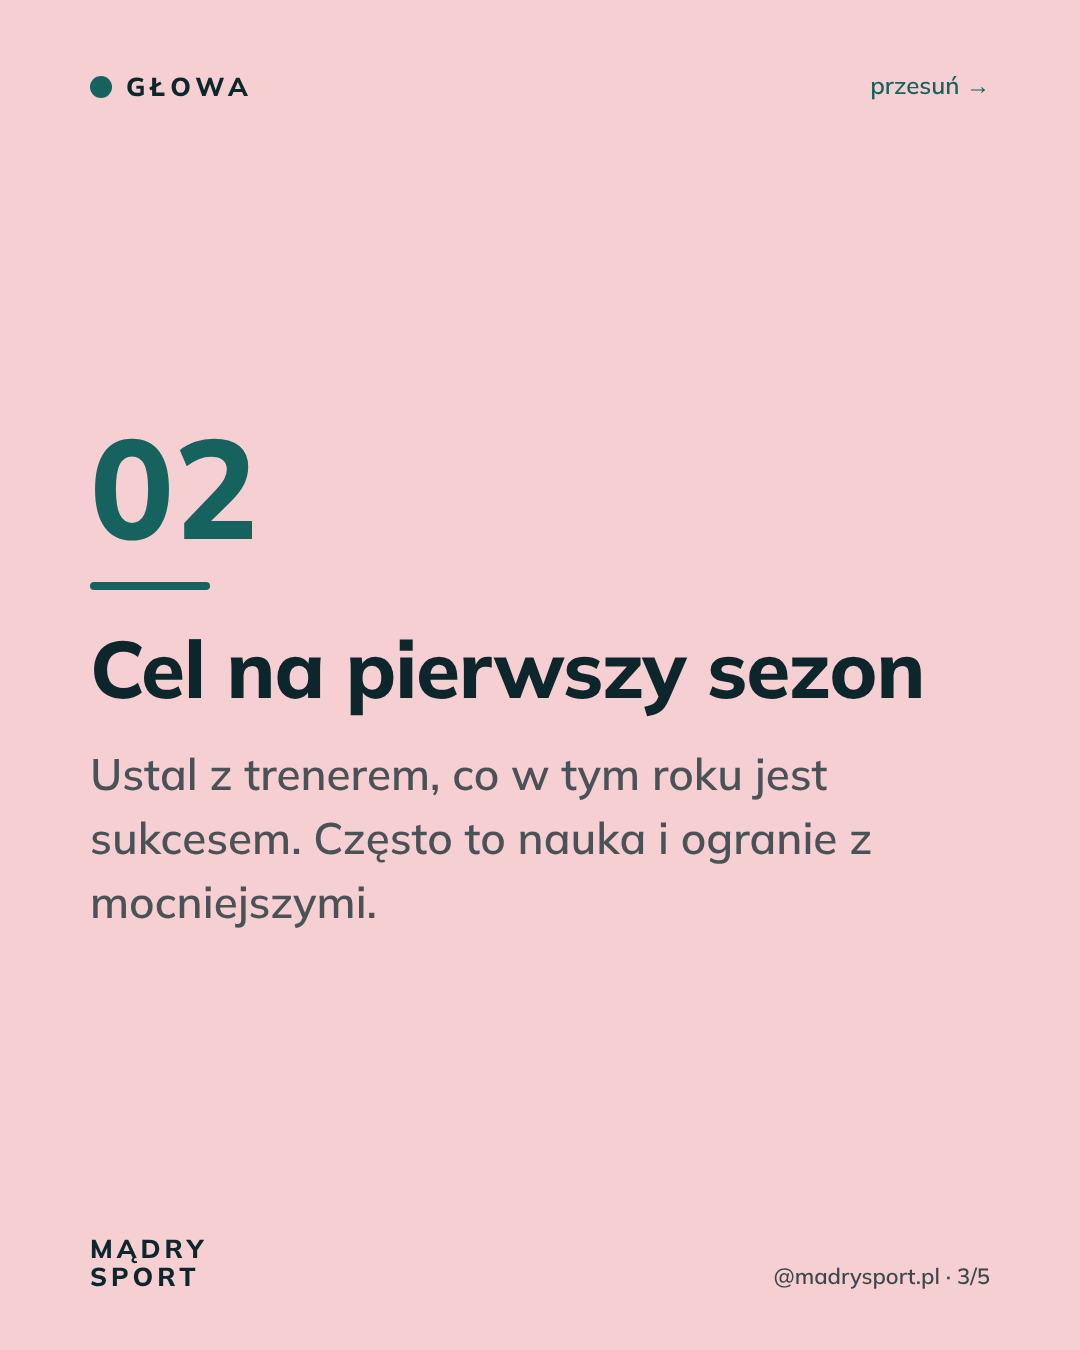 GŁOWA
przesuń →
02
Cel na pierwszy sezon
Ustal z trenerem, co w tym roku jest
sukcesem. Często to nauka i ogranie z
mocniejszymi.
MĄDRY
SPORT
@madrysport.pl · 3/5